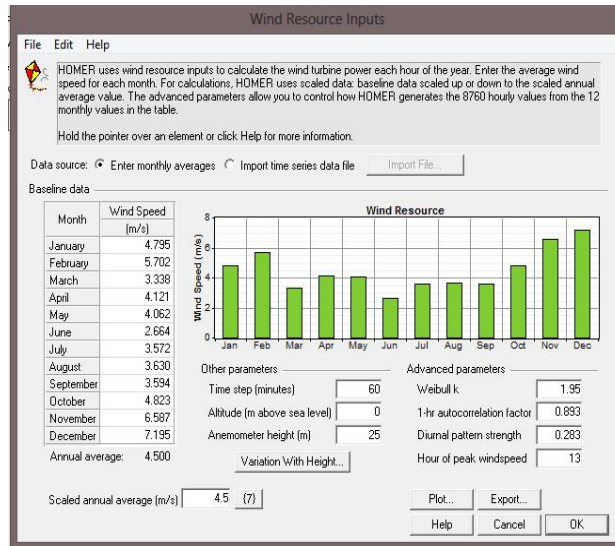 Wind Resource Inputs
File Edit Help
HOMER uses wind resource inputs to calculate the wind turbine power each hour of the year. Enter the average wind
speed for each month. For calculations, HOMER uses scaled data: baseline data scaled up or down to the scaled annual
average value. The advanced parameters allow you to control how HOMER generates the 8760 hourly values from the 12
monthly values in the table.
Hold the pointer over an element or click Help for more information.
Data source: Enter monthly averages Import time series data file Import File...
Baseline data
Month Wind Speed
(m/s)
January 4.795
February 5.702
March 3.338
April 4.121
May 4.062
June 2.664
July 3.572
August 3.630
September 3.594
October 4.823
November 6.587
December 7.195
Annual average: 4.500
Wind Resource
Wind Speed (m/s)
8
6
4
2
0
Jan Feb Mar Apr May Jun Jul Aug Sep Oct Nov Dec
Other parameters
Time step (minutes) 60
Altitude (m above sea level) 0
Anemometer height (m) 25
Variation With Height...
Advanced parameters
Weibull k 1.95
1-hr autocorrelation factor 0.893
Diurnal pattern strength 0.283
Hour of peak windspeed 13
Scaled annual average (m/s) 4.5 {7}
Plot... Export...
Help Cancel OK